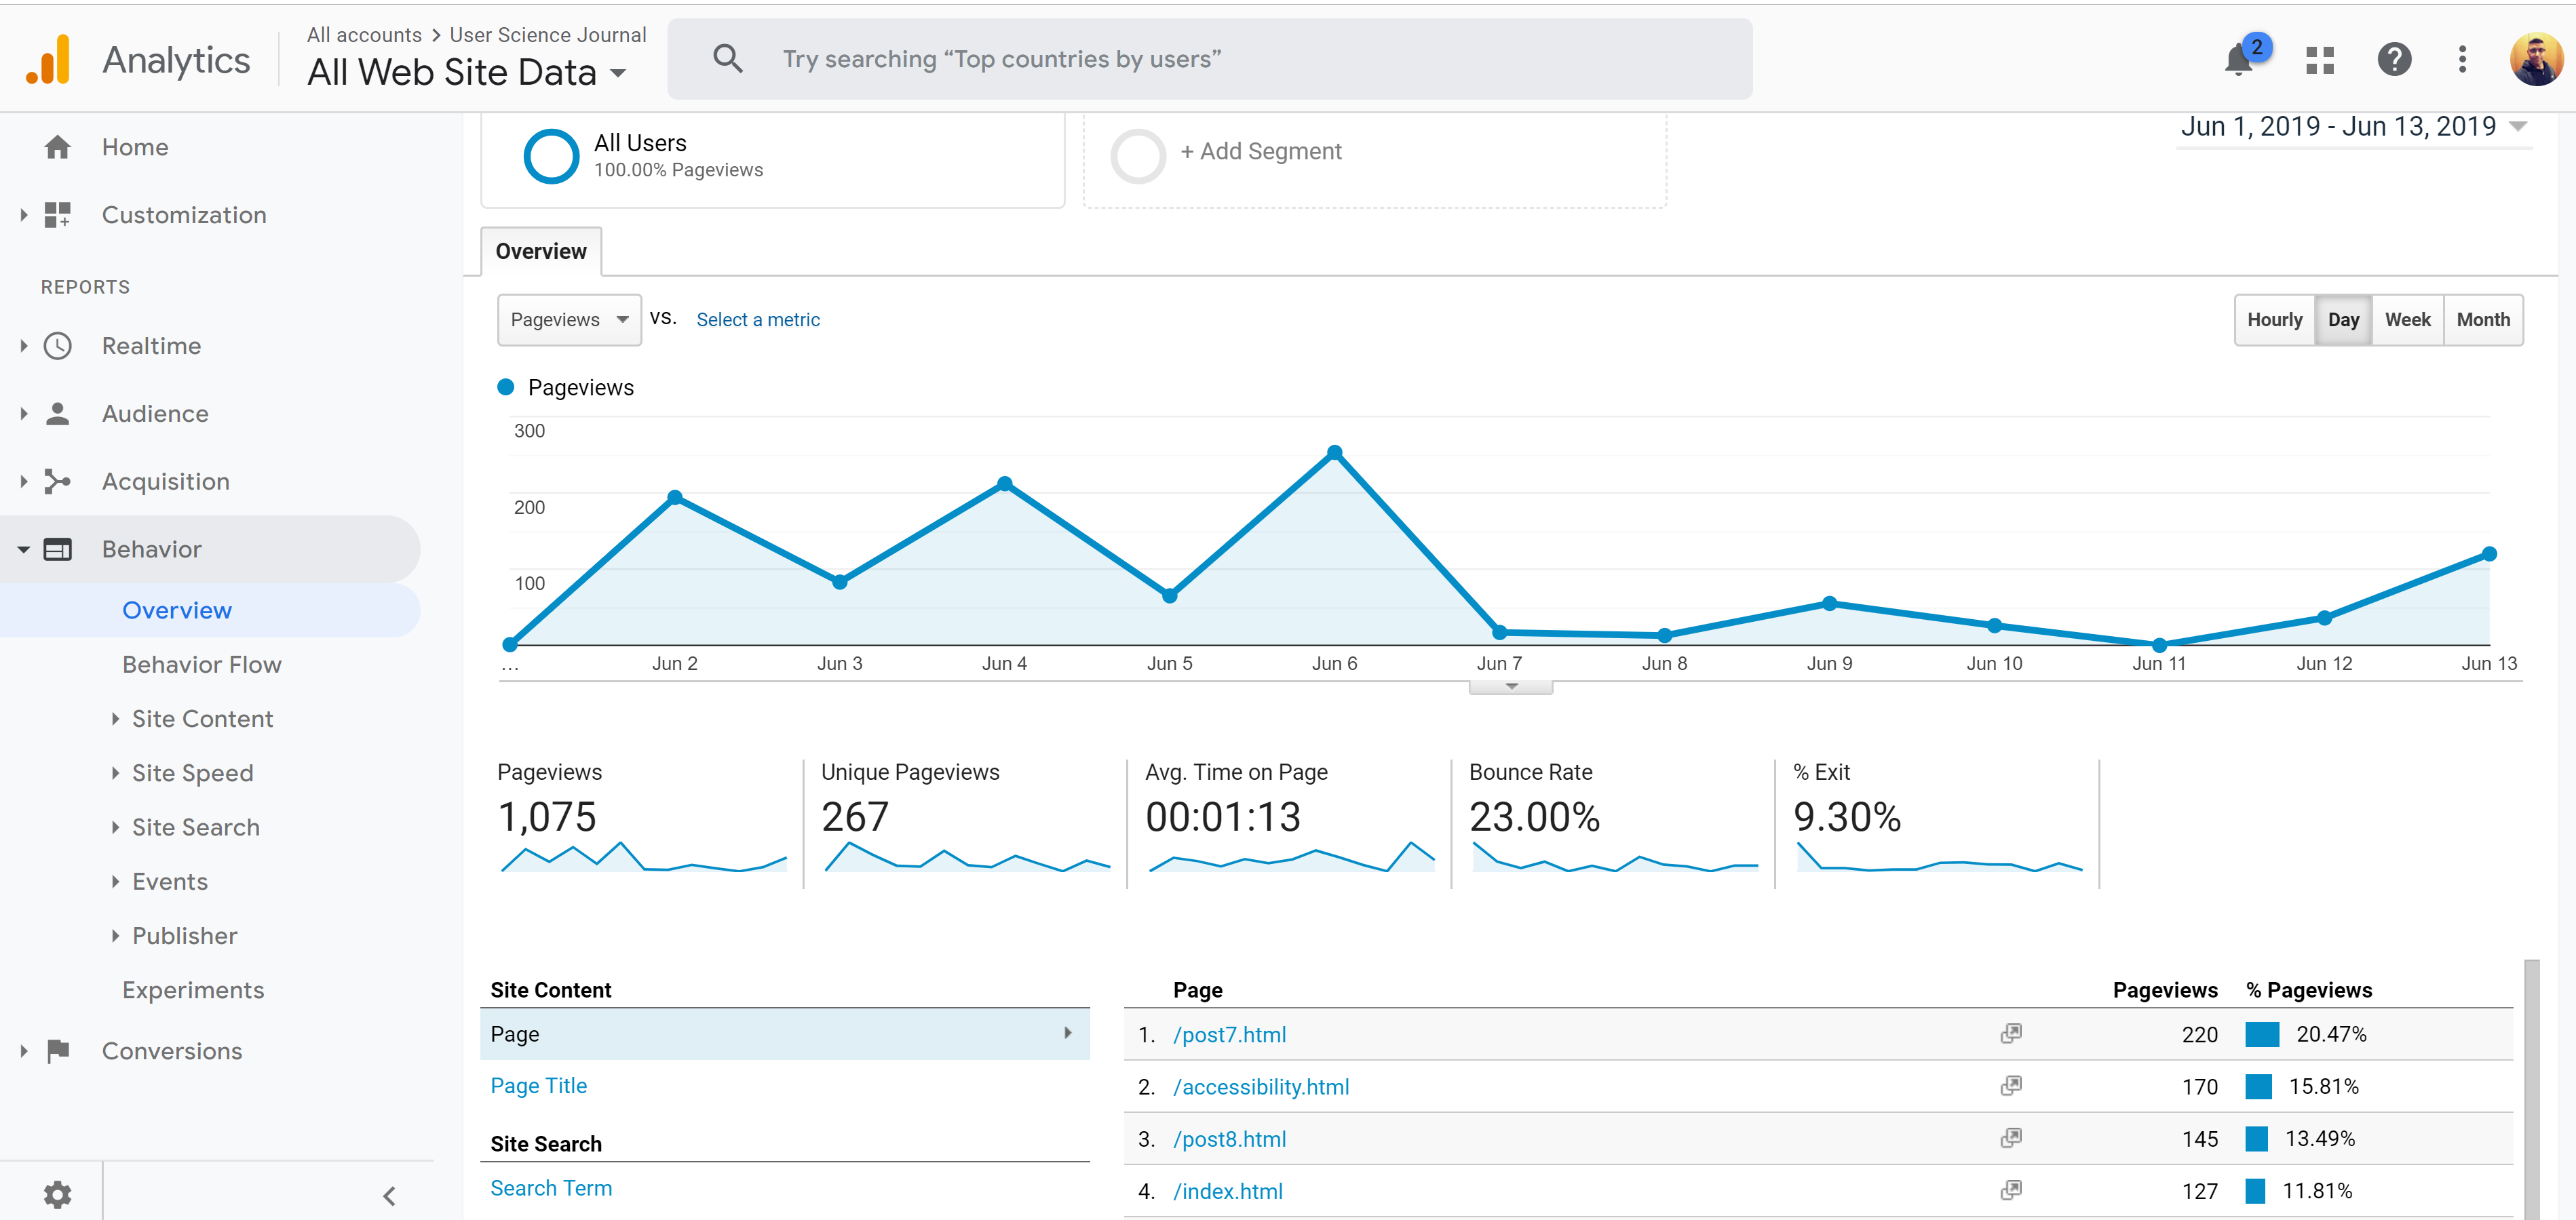 Analytics
All accounts > User Science Journal
All Web Site Data
Try searching “Top countries by users”
2
Home
Customization
REPORTS
Realtime
Audience
Acquisition
Behavior
Overview
Behavior Flow
Site Content
Site Speed
Site Search
Events
Publisher
Experiments
Conversions
All Users
100.00% Pageviews
+ Add Segment
Jun 1, 2019 - Jun 13, 2019
Overview
Pageviews VS. Select a metric
Hourly Day Week Month
Pageviews
300
200
100
... Jun 2 Jun 3 Jun 4 Jun 5 Jun 6 Jun 7 Jun 8 Jun 9 Jun 10 Jun 11 Jun 12 Jun 13
Pageviews
1,075
Unique Pageviews
267
Avg. Time on Page
00:01:13
Bounce Rate
23.00%
% Exit
9.30%
Site Content
Page
Page Title
Site Search
Search Term
Page Pageviews % Pageviews
1. /post7.html 220 20.47%
2. /accessibility.html 170 15.81%
3. /post8.html 145 13.49%
4. /index.html 127 11.81%